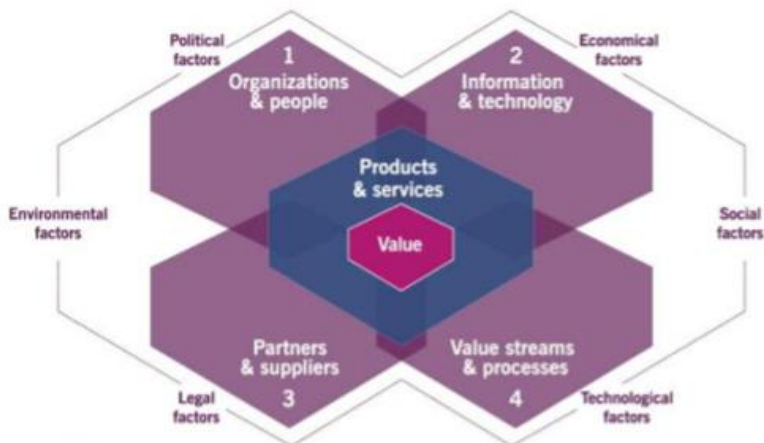 Political
factors
1
Organizations
& people
2
Information
& technology
Economical
factors
Products
& services
Environmental
factors
Value
Social
factors
Partners
& suppliers
3
Value streams
& processes
4
Legal
factors
Technological
factors